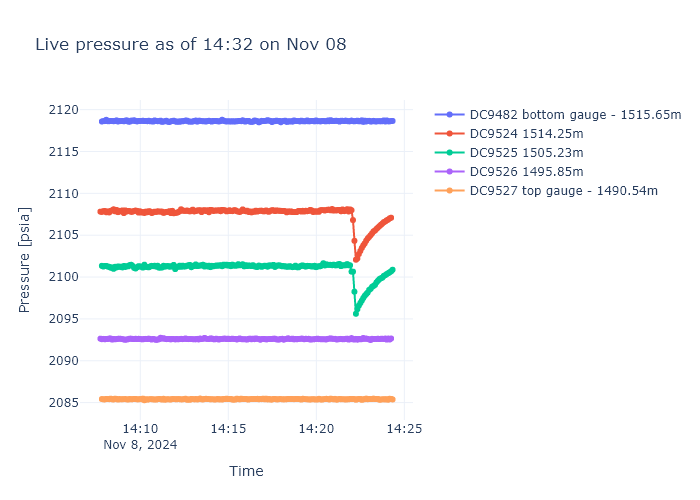 Live pressure as of 14:32 on Nov 08
2120
2115
2110
2105
2100
2095
2090
2085
Pressure [psia]
14:10
14:15
14:20
14:25
Nov 8, 2024
Time
DC9482 bottom gauge - 1515.65m
DC9524 1514.25m
DC9525 1505.23m
DC9526 1495.85m
DC9527 top gauge - 1490.54m